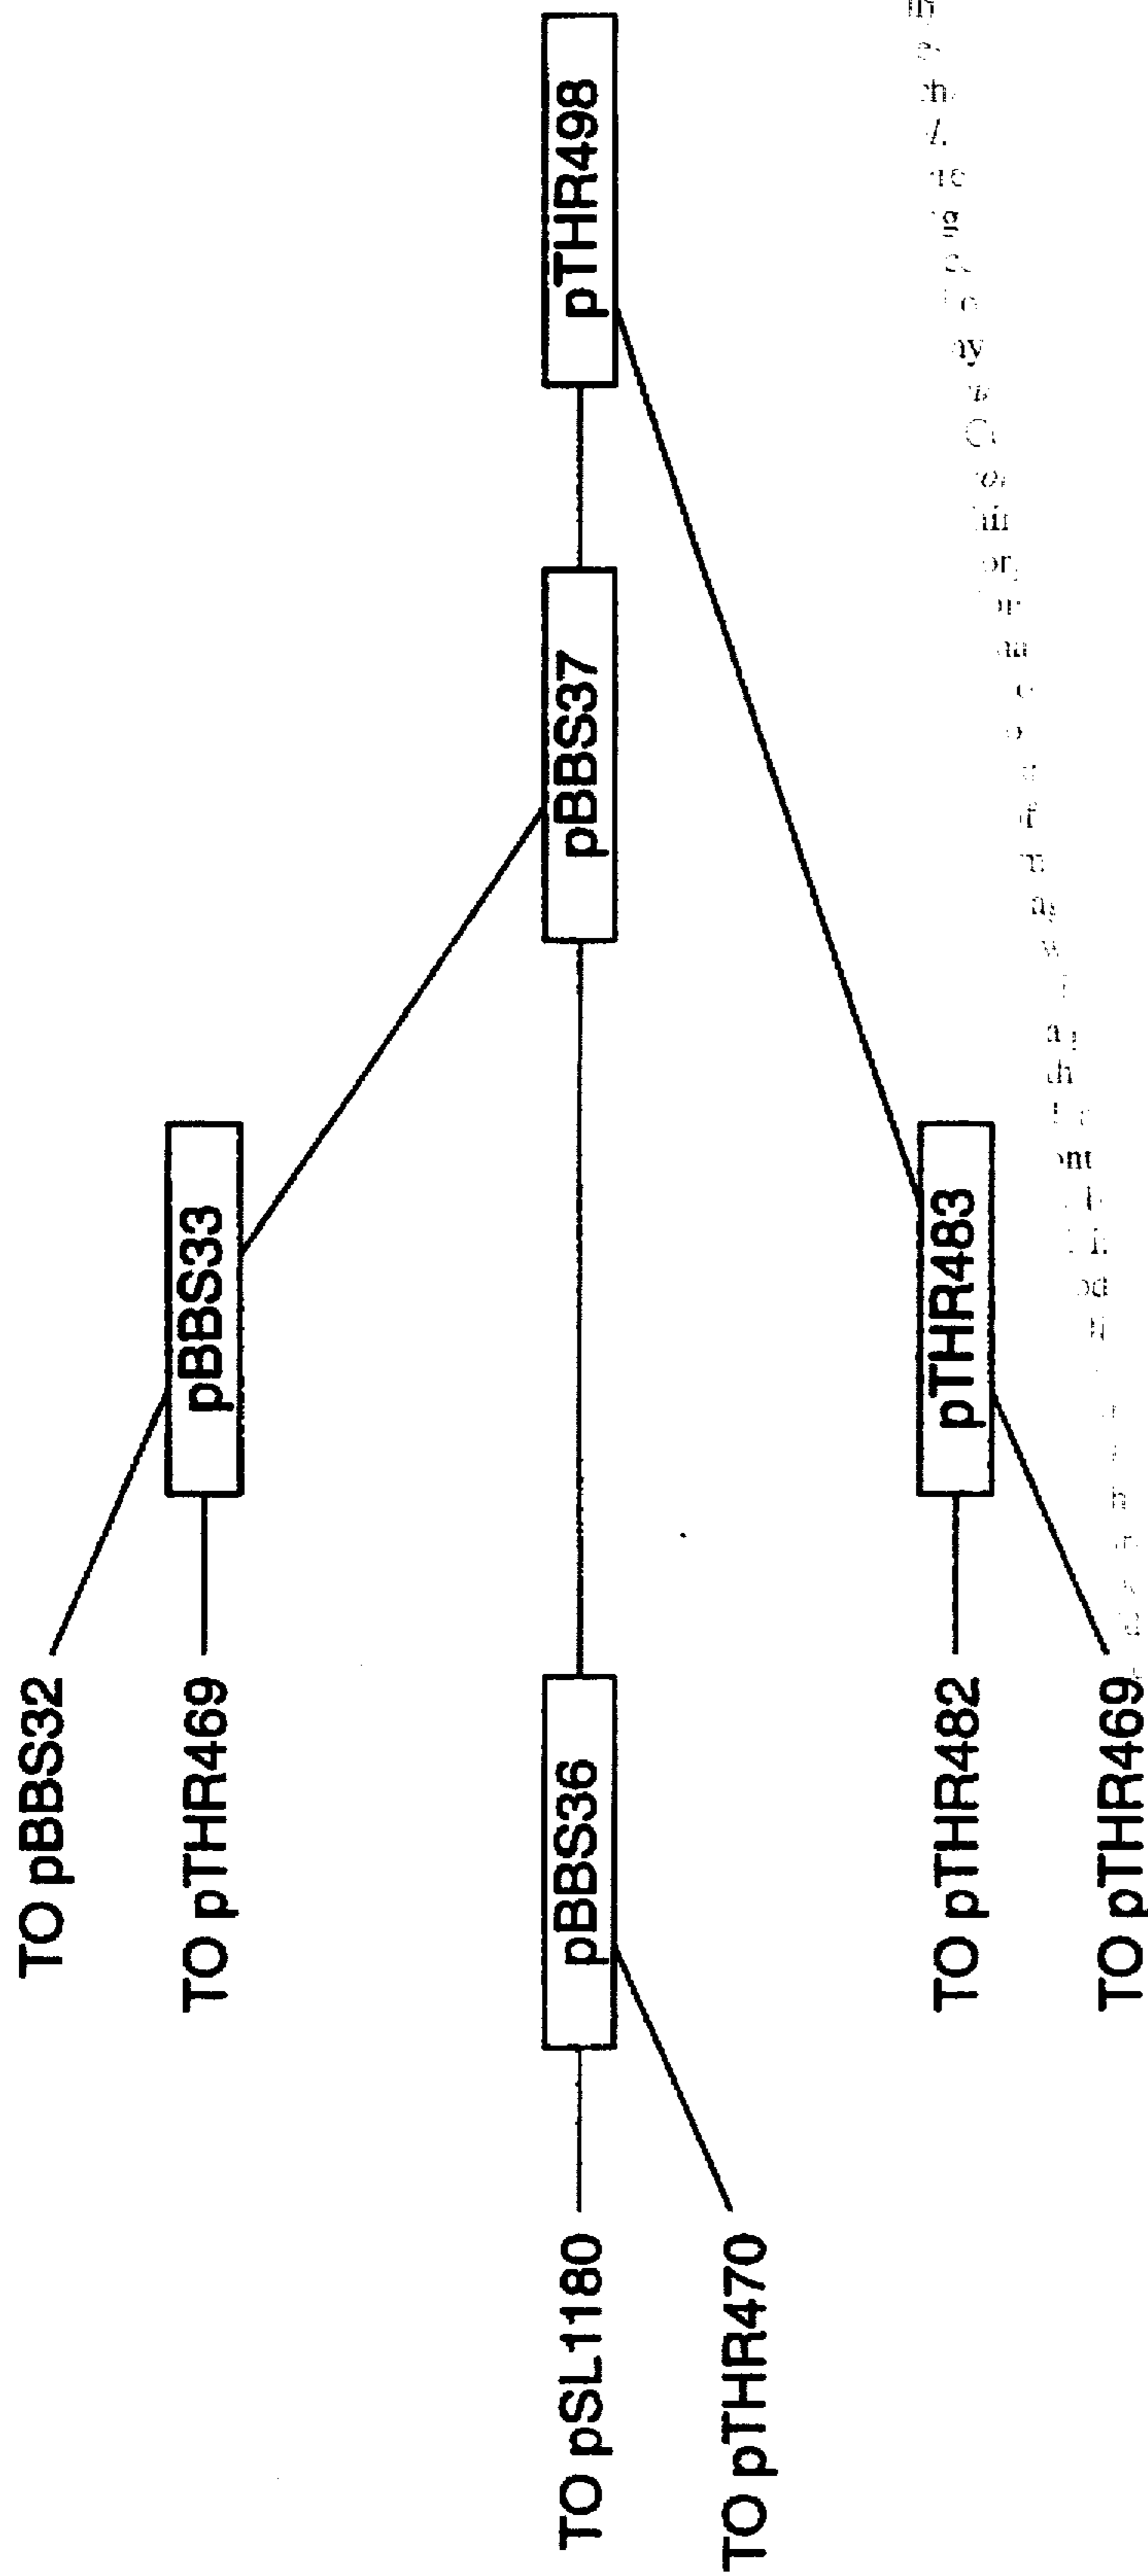 TO pBBS32
TO pTHR469
pBBS33
TO pSL1180
TO pTHR470
pBBS36
pBBS37
pTHR498
TO pTHR482
TO pTHR469
pTHR483